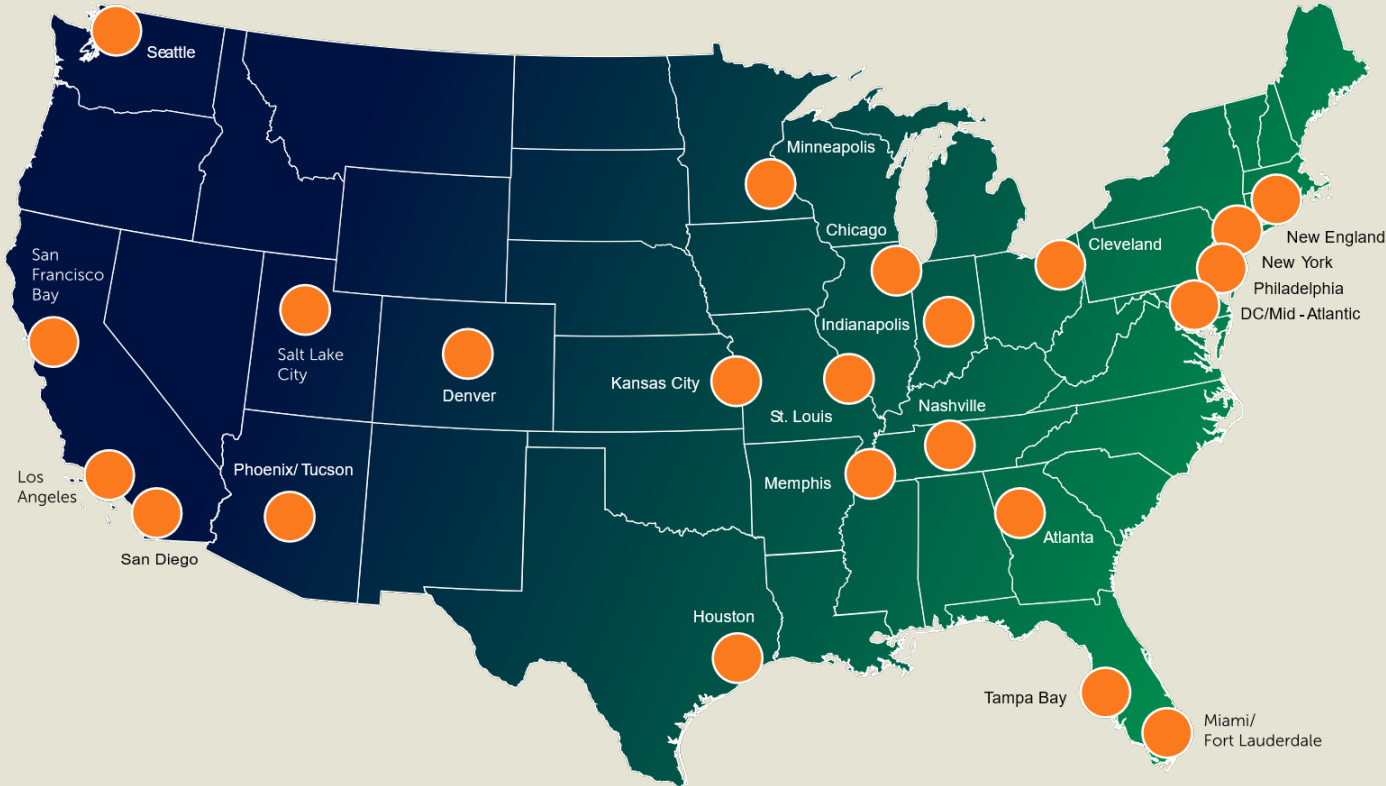 Seattle
Minneapolis
Chicago
New England
Cleveland
San
Francisco
Bay
New York
Philadelphia
DC/Mid - Atlantic
Indianapolis
Salt Lake
City
Kansas City
Denver
St. Louis
Nashville
Phoenix/ Tucson
Los
Angeles
Memphis
Atlanta
San Diego
Houston
Tampa Bay
Miami/
Fort Lauderdale